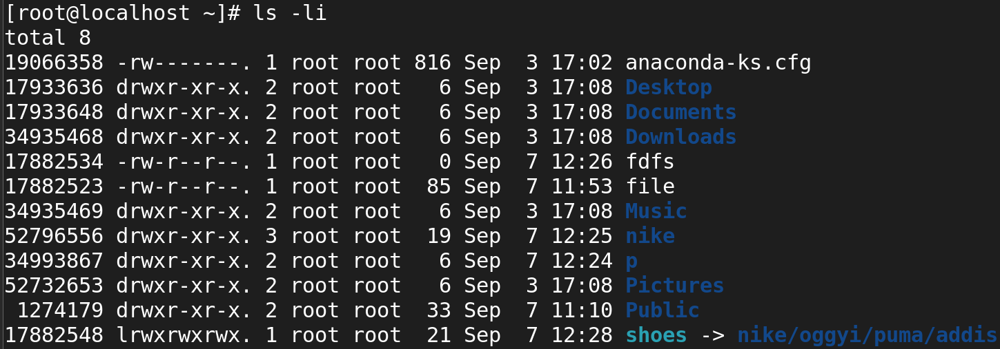 [root@localhost ~]# ls -li
total 8
19066358 -rw-------. 1 root root 816 Sep  3 17:02 anaconda-ks.cfg
17933636 drwxr-xr-x. 2 root root   6 Sep  3 17:08 Desktop
17933648 drwxr-xr-x. 2 root root   6 Sep  3 17:08 Documents
34935468 drwxr-xr-x. 2 root root   6 Sep  3 17:08 Downloads
17882534 -rw-r--r--. 1 root root   0 Sep  7 12:26 fdfs
17882523 -rw-r--r--. 1 root root  85 Sep  7 11:53 file
34935469 drwxr-xr-x. 2 root root   6 Sep  3 17:08 Music
52796556 drwxr-xr-x. 3 root root  19 Sep  7 12:25 nike
34993867 drwxr-xr-x. 2 root root   6 Sep  7 12:24 p
52732653 drwxr-xr-x. 2 root root   6 Sep  3 17:08 Pictures
 1274179 drwxr-xr-x. 2 root root  33 Sep  7 11:10 Public
17882548 lrwxrwxrwx. 1 root root  21 Sep  7 12:28 shoes -> nike/oggyi/puma/addis